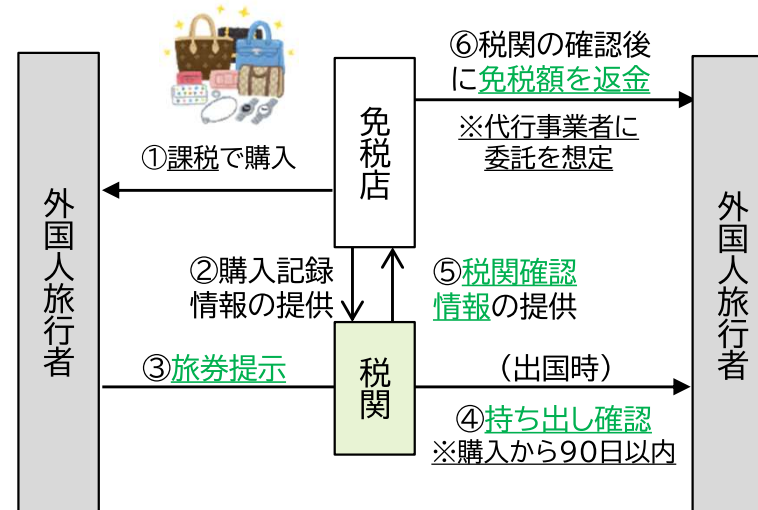 外国人旅行者
①課税で購入
免税店
⑥税関の確認後
に免税額を返金
※代行事業者に
委託を想定
②購入記録
情報の提供
⑤税関確認
情報の提供
③旅券提示
税関
（出国時）
④持ち出し確認
※購入から90日以内
外国人旅行者